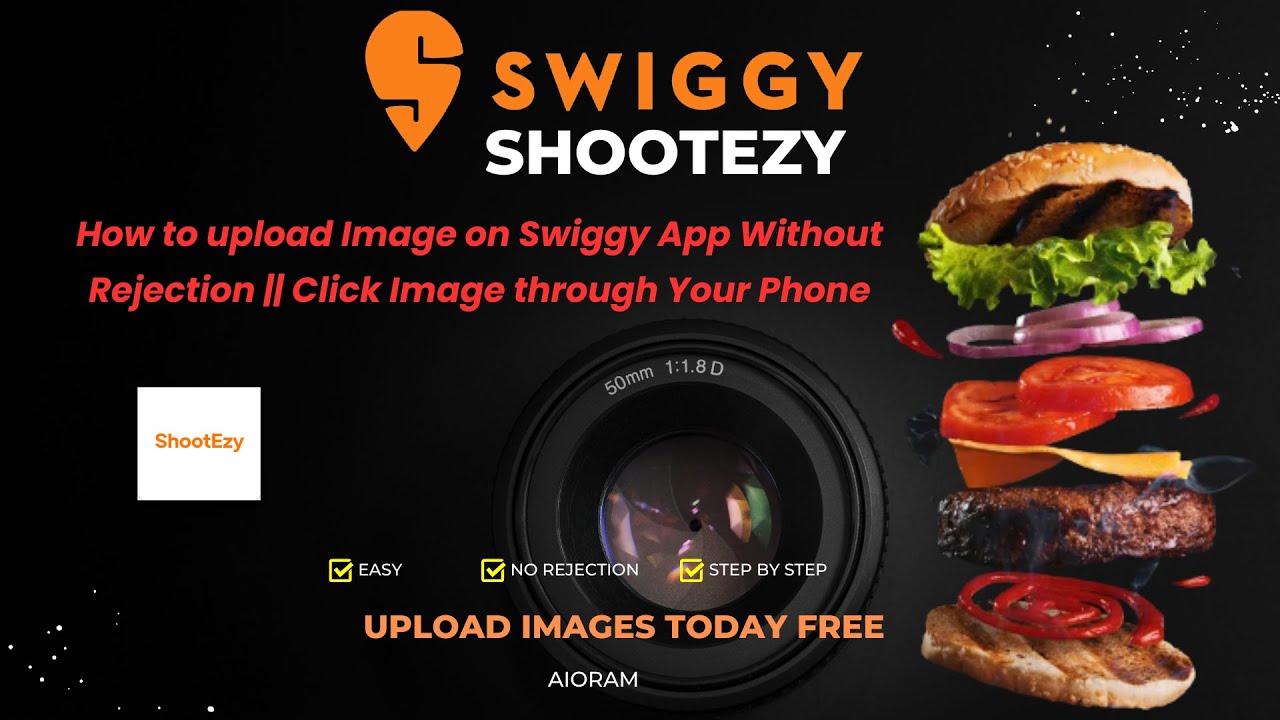 SWIGGY
SHOOTEZY
How to upload Image on Swiggy App Without
Rejection || Click Image through Your Phone
50mm 1:1.8 D
ShootEzy
EASY
NO REJECTION
STEP BY STEP
UPLOAD IMAGES TODAY FREE
AIORAM